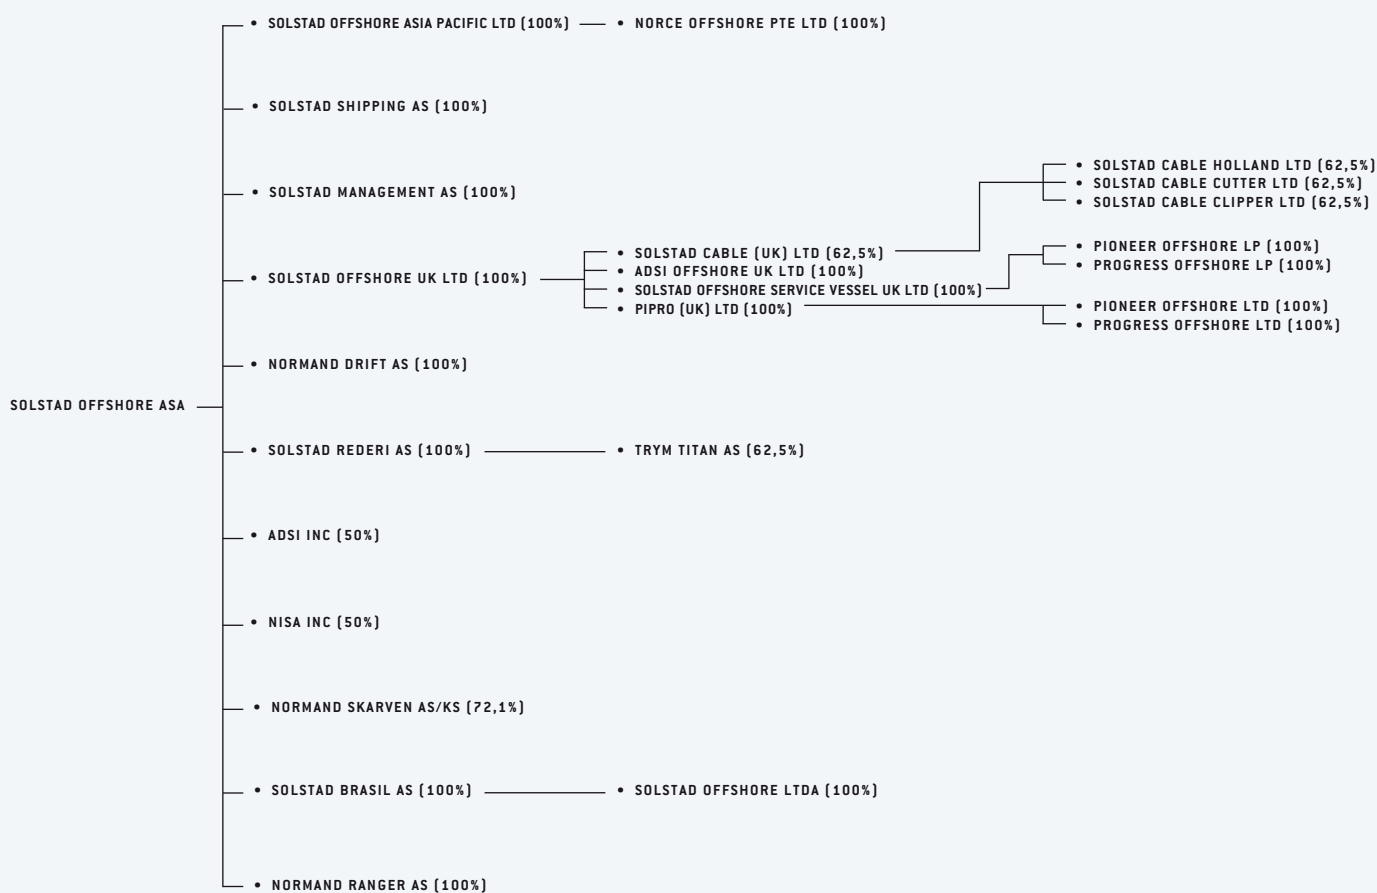 • SOLSTAD OFFSHORE ASIA PACIFIC LTD (100%)
• NORCE OFFSHORE PTE LTD (100%)
• SOLSTAD SHIPPING AS (100%)
• SOLSTAD MANAGEMENT AS (100%)
• SOLSTAD OFFSHORE UK LTD (100%)
• SOLSTAD CABLE (UK) LTD (62,5%)
• ADSI OFFSHORE UK LTD (100%)
• SOLSTAD OFFSHORE SERVICE VESSEL UK LTD (100%)
• PIPRO (UK) LTD (100%)
• SOLSTAD CABLE HOLLAND LTD (62,5%)
• SOLSTAD CABLE CUTTER LTD (62,5%)
• SOLSTAD CABLE CLIPPER LTD (62,5%)
• PIONEER OFFSHORE LP (100%)
• PROGRESS OFFSHORE LP (100%)
• PIONEER OFFSHORE LTD (100%)
• PROGRESS OFFSHORE LTD (100%)
• NORMAND DRIFT AS (100%)
SOLSTAD OFFSHORE ASA
• SOLSTAD REDERI AS (100%)
• TRYM TITAN AS (62,5%)
• ADSI INC (50%)
• NISA INC (50%)
• NORMAND SKARVEN AS/KS (72,1%)
• SOLSTAD BRASIL AS (100%)
• SOLSTAD OFFSHORE LTDA (100%)
• NORMAND RANGER AS (100%)